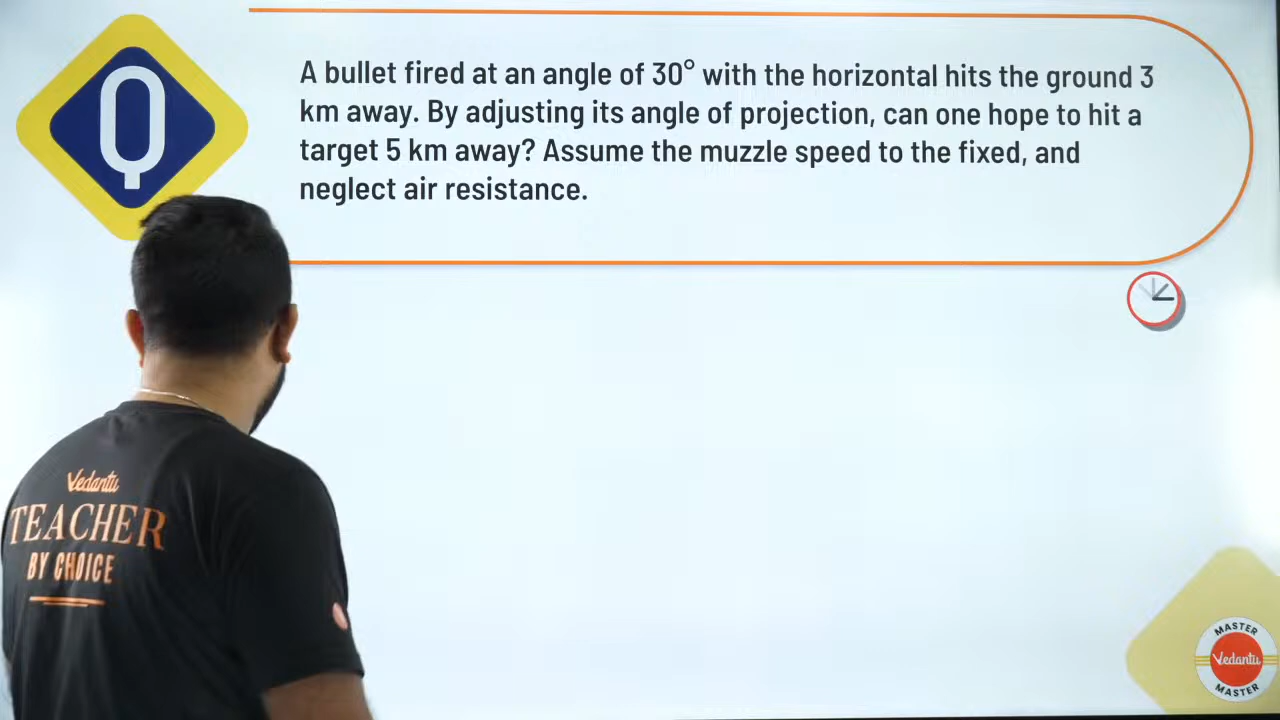 Q
A bullet fired at an angle of 30° with the horizontal hits the ground 3
km away. By adjusting its angle of projection, can one hope to hit a
target 5 km away? Assume the muzzle speed to the fixed, and
neglect air resistance.
Vedantu
TEACHER
BY CHOICE
MASTER
Vedantu
MASTER